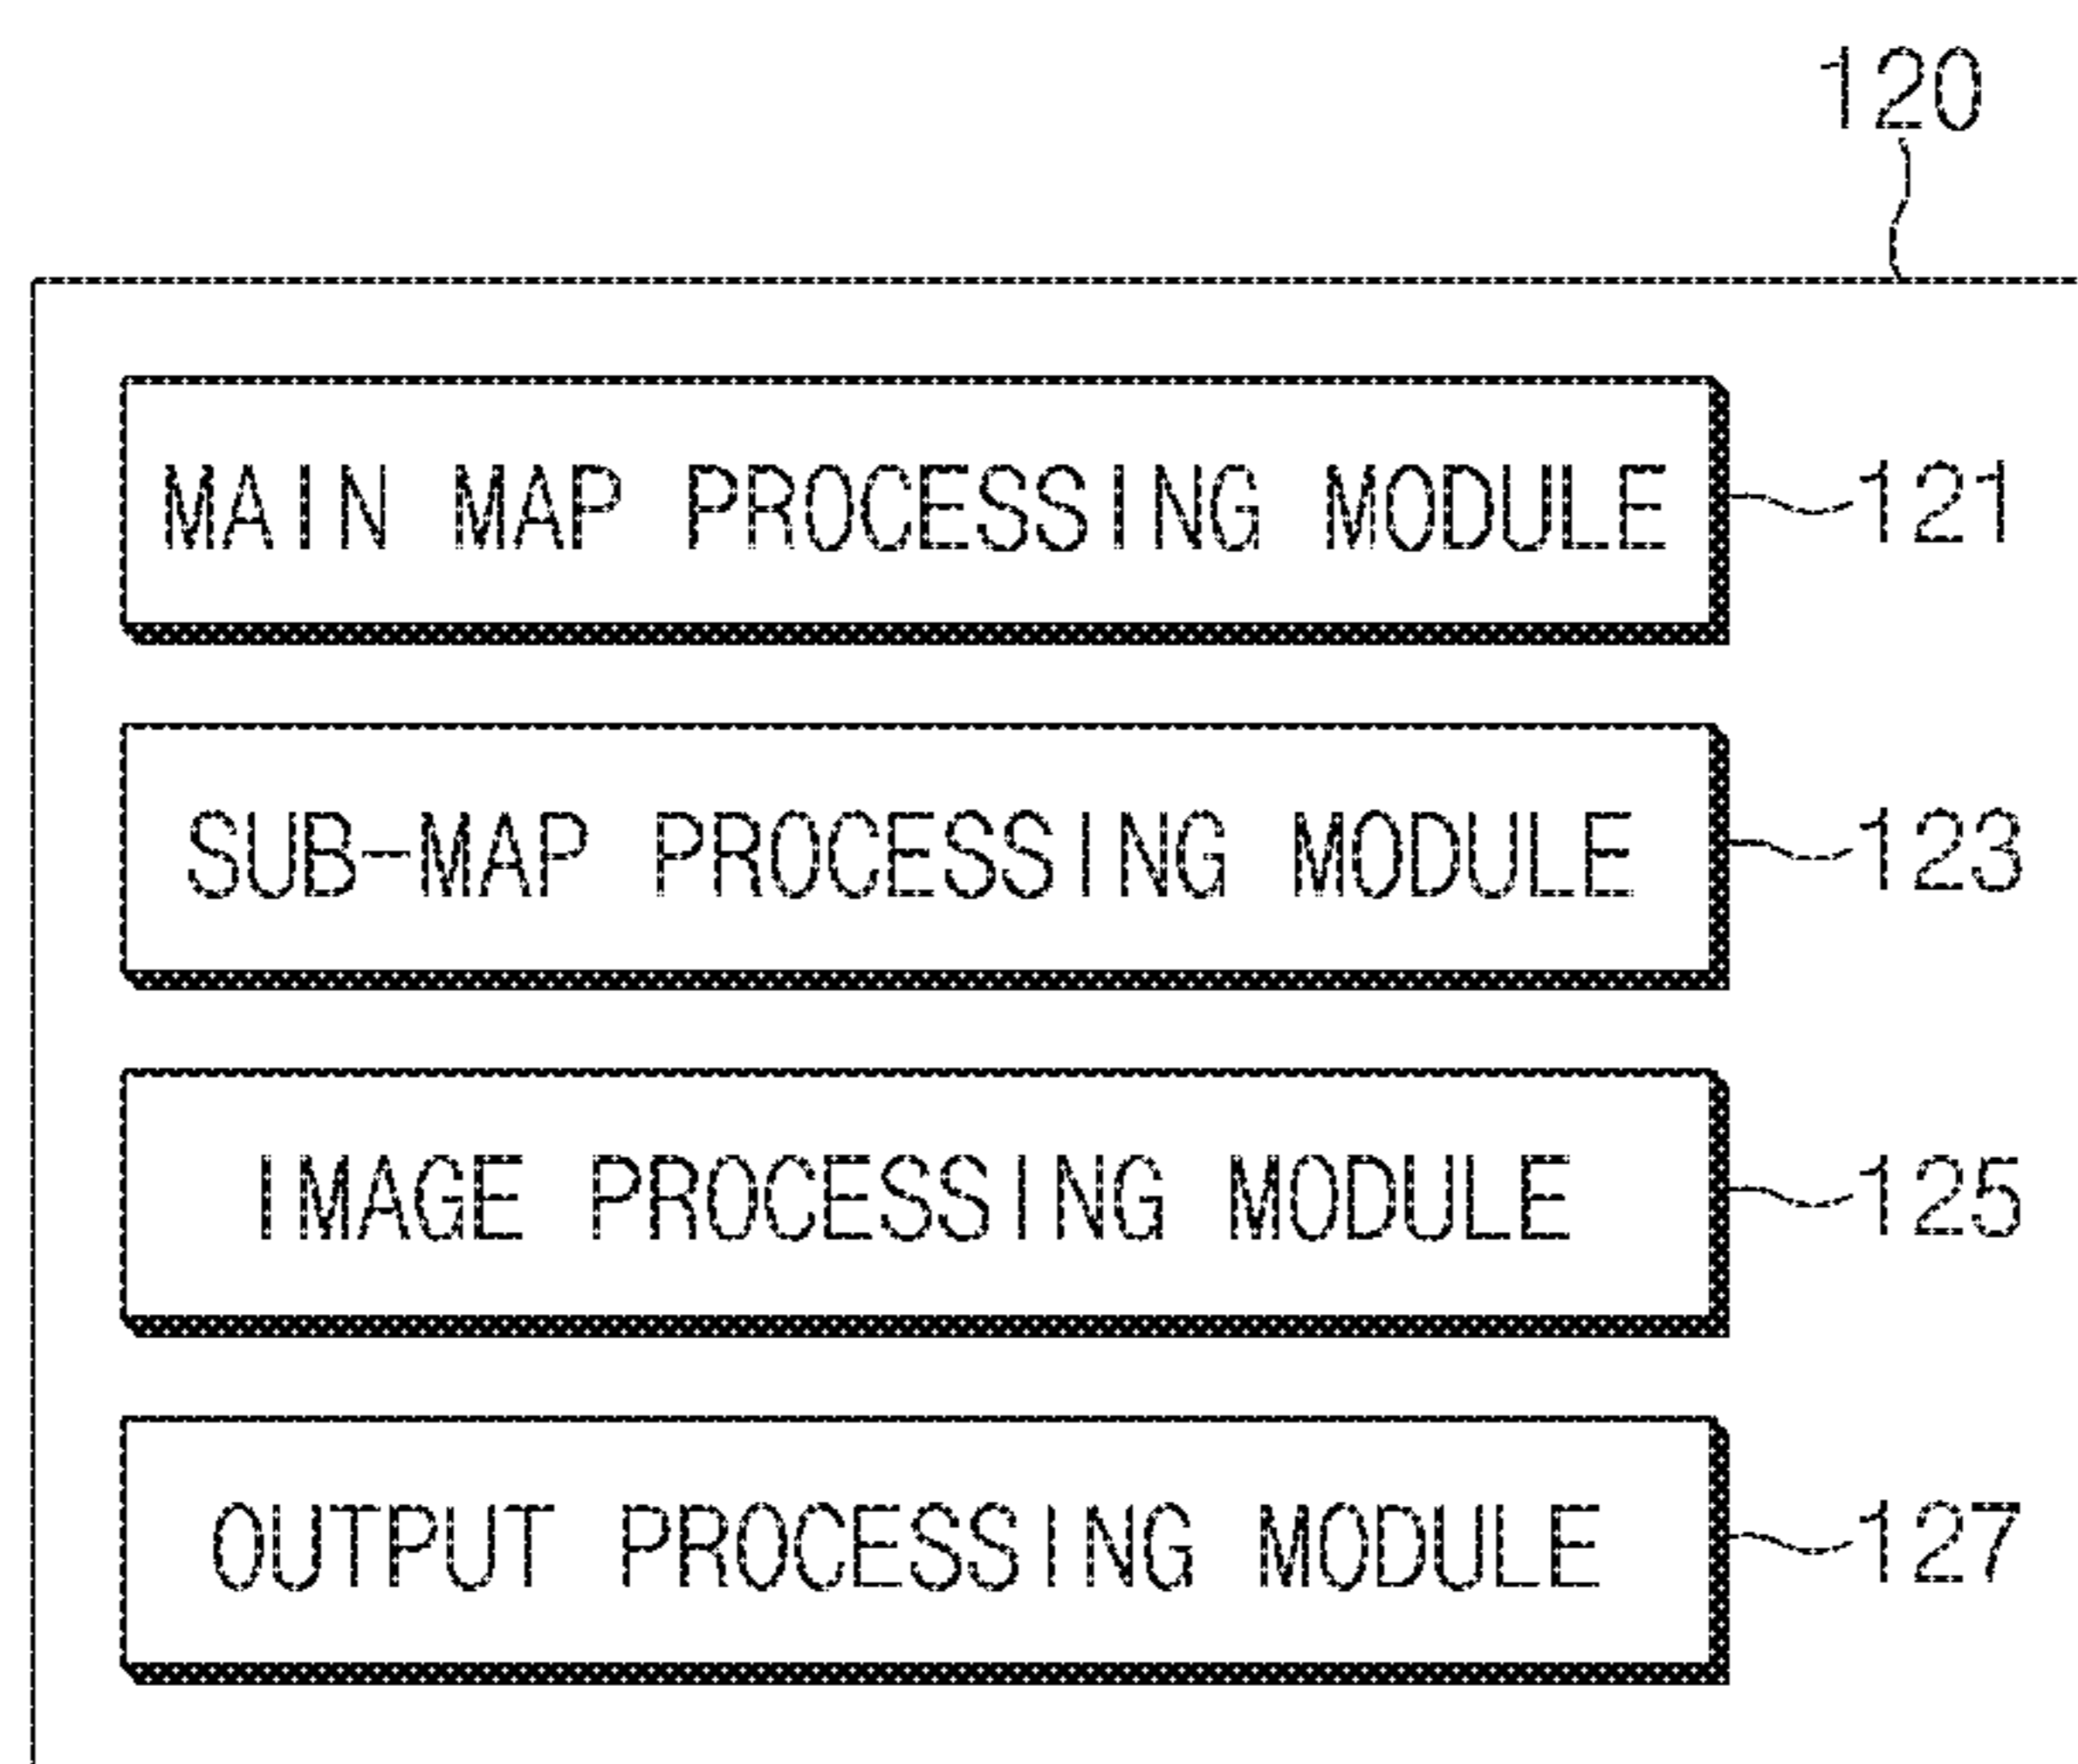 120
MAIN MAP PROCESSING MODULE 121
SUB-MAP PROCESSING MODULE 123
IMAGE PROCESSING MODULE 125
OUTPUT PROCESSING MODULE 127